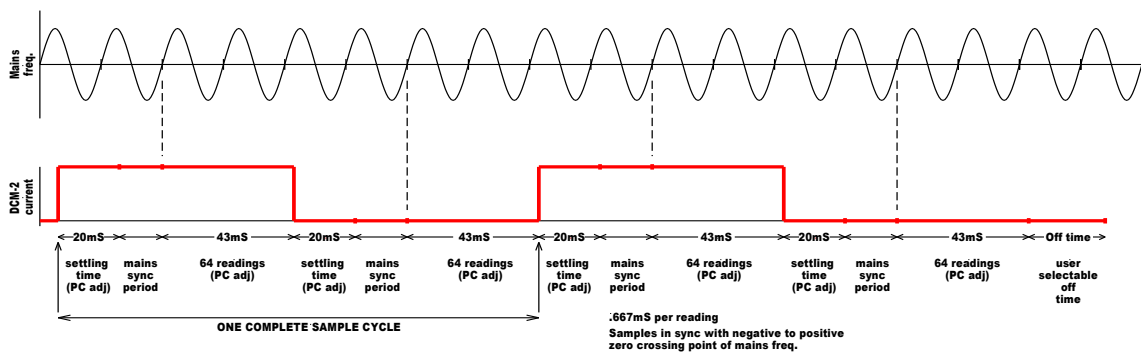 Mains
freq.
DCM-2
current
20mS 43mS 20mS 43mS 20mS 43mS 20mS 43mS Off time
settling
time
(PC adj)
mains
sync
period
64 readings
(PC adj)
settling
time
(PC adj)
mains
sync
period
64 readings
(PC adj)
settling
time
(PC adj)
mains
sync
period
64 readings
(PC adj)
settling
time
(PC adj)
mains
sync
period
64 readings
(PC adj)
user
selectable
off
time
ONE COMPLETE SAMPLE CYCLE
.667mS per reading
Samples in sync with negative to positive
zero crossing point of mains freq.